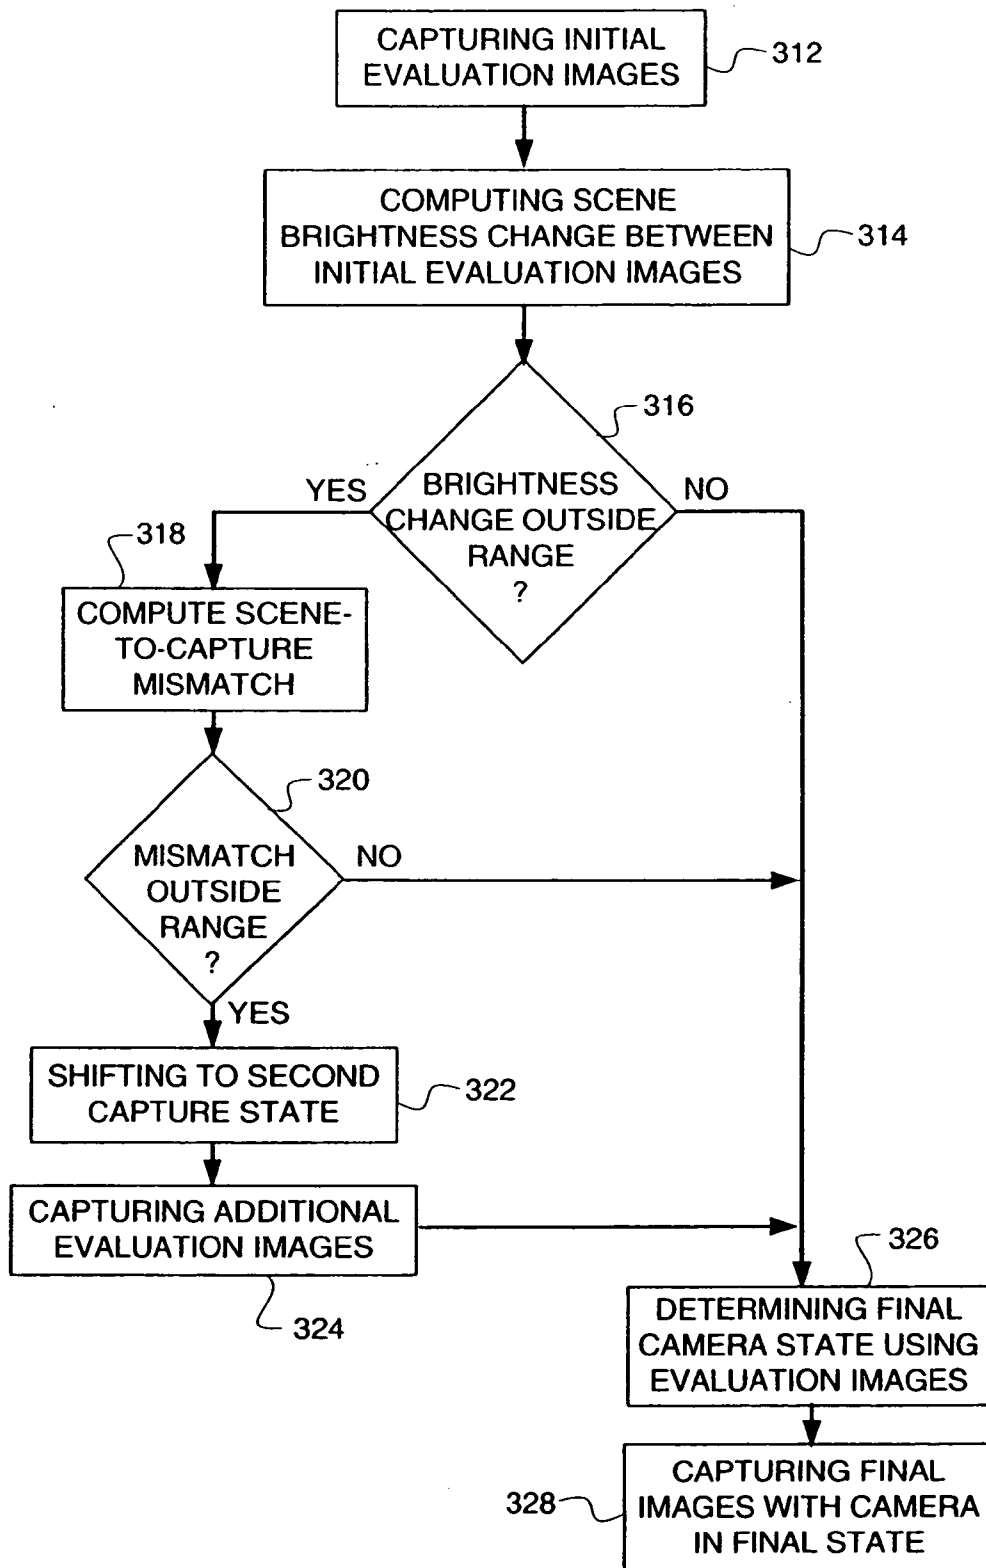 CAPTURING INITIAL
EVALUATION IMAGES
312
COMPUTING SCENE
BRIGHTNESS CHANGE BETWEEN
INITIAL EVALUATION IMAGES
314
316
BRIGHTNESS
CHANGE OUTSIDE
RANGE
?
YES
NO
318
COMPUTE SCENE-
TO-CAPTURE
MISMATCH
320
MISMATCH
OUTSIDE
RANGE
?
NO
YES
SHIFTING TO SECOND
CAPTURE STATE
322
CAPTURING ADDITIONAL
EVALUATION IMAGES
324
326
DETERMINING FINAL
CAMERA STATE USING
EVALUATION IMAGES
CAPTURING FINAL
IMAGES WITH CAMERA
IN FINAL STATE
328